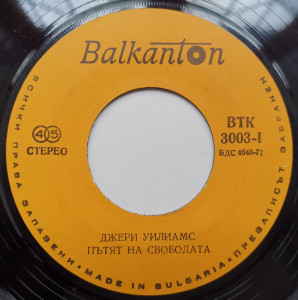 Balkanton
45
СТЕРЕО
ВТК
3003-I
БДС 4648-71
ДЖЕРИ УИЛИАМС
ПЪТЯТ НА СВОБОДАТА
ВСИЧКИ ПРАВА ЗАПАЗЕНИ • MADE IN BULGARIA • ПРЕЗАПИСЪТ ЗАБРАНЕН